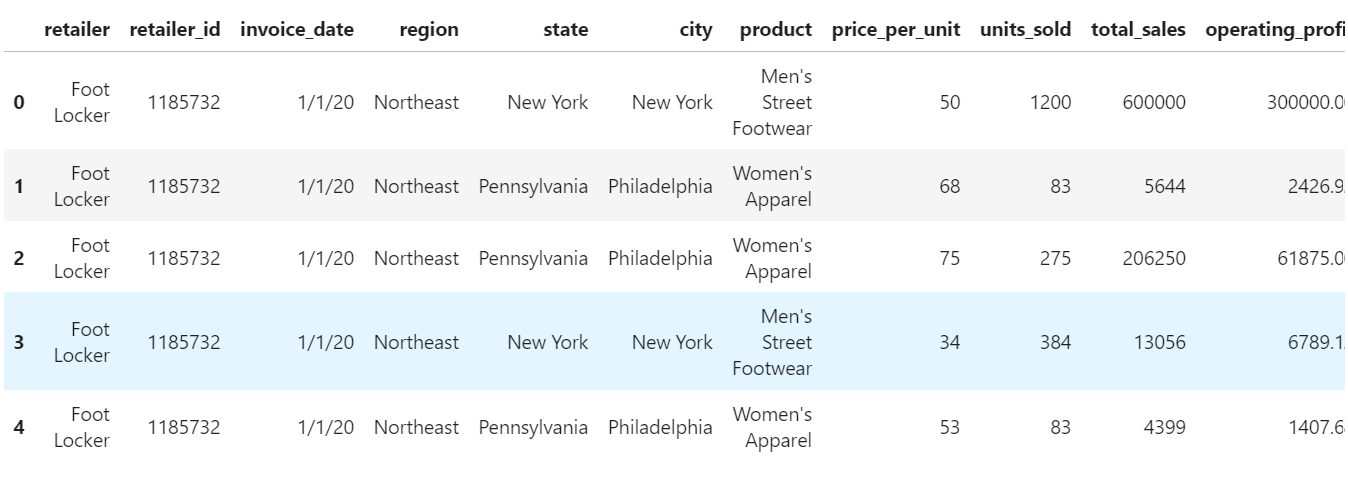 retailer retailer_id invoice_date region state city product price_per_unit units_sold total_sales operating_profi
0 Foot Locker 1185732 1/1/20 Northeast New York New York Men's Street Footwear 50 1200 600000 300000.0
1 Foot Locker 1185732 1/1/20 Northeast Pennsylvania Philadelphia Women's Apparel 68 83 5644 2426.9
2 Foot Locker 1185732 1/1/20 Northeast Pennsylvania Philadelphia Women's Apparel 75 275 206250 61875.0
3 Foot Locker 1185732 1/1/20 Northeast New York New York Men's Street Footwear 34 384 13056 6789.1
4 Foot Locker 1185732 1/1/20 Northeast Pennsylvania Philadelphia Women's Apparel 53 83 4399 1407.6